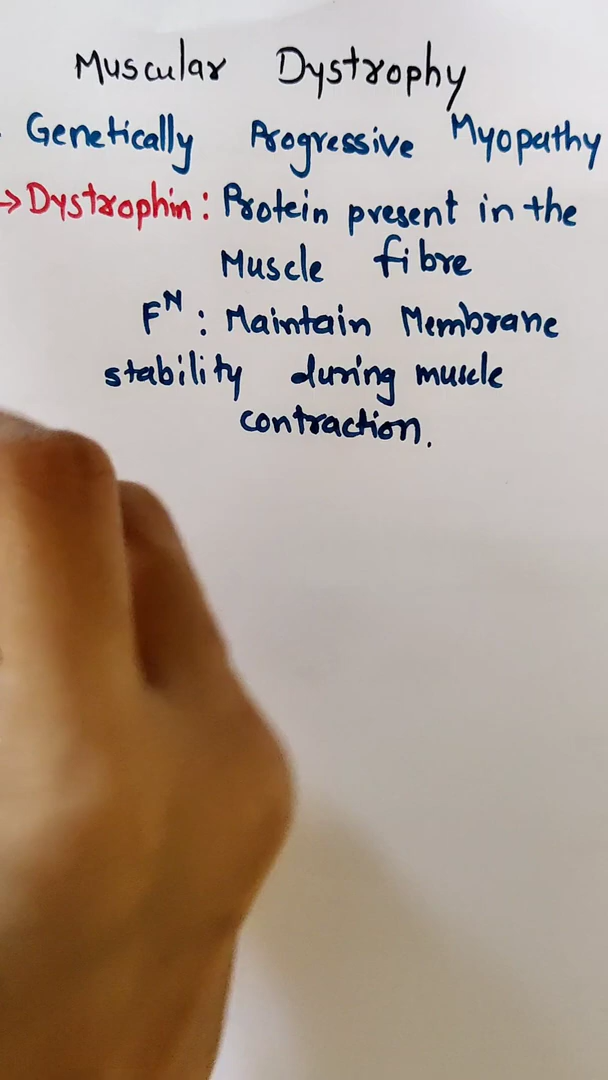 Muscular Dystrophy
Genetically Progressive Myopathy
→ Dystrophin: Protein present in the
Muscle fibre
Fᴺ : Maintain Membrane
stability during muscle
contraction.